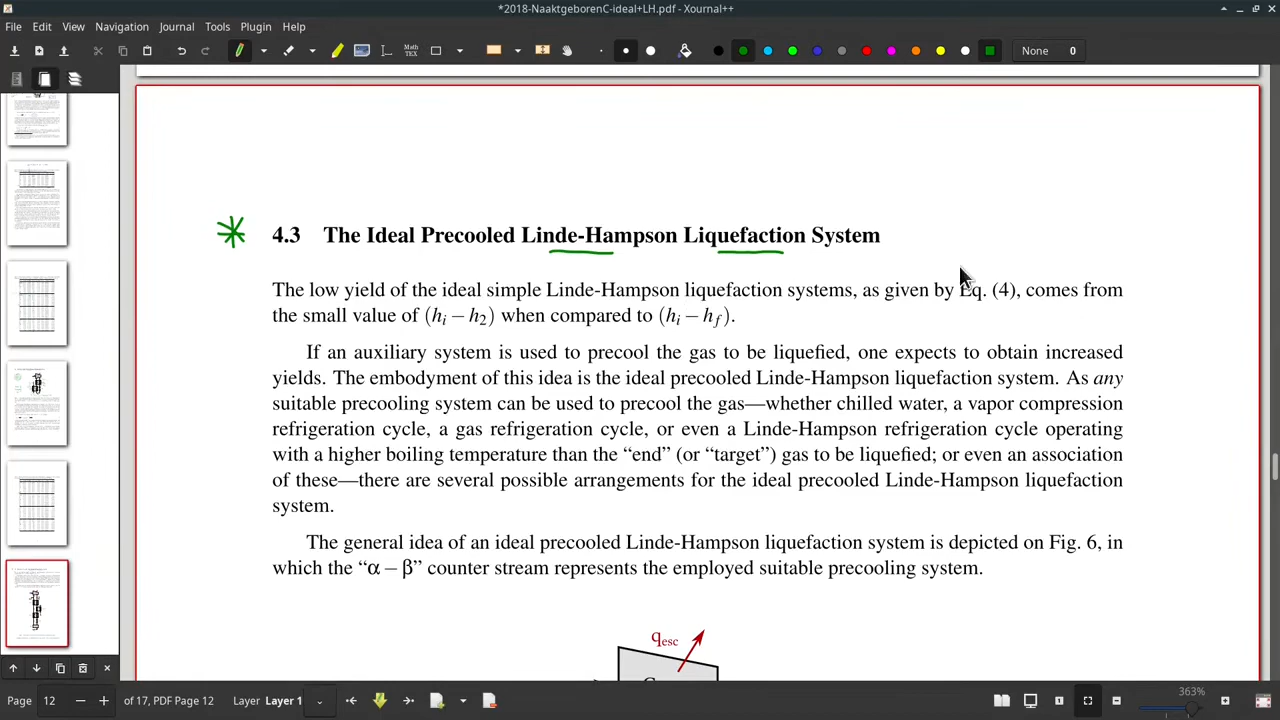 *2018-NaaktgeborenC-ideal+LH.pdf - Xournal++
File Edit View Navigation Journal Tools Plugin Help
Math
TEX
None 0
4.3 The Ideal Precooled Linde-Hampson Liquefaction System
The low yield of the ideal simple Linde-Hampson liquefaction systems, as given by Eq. (4), comes from
the small value of (hi − h2) when compared to (hi − hf).
If an auxiliary system is used to precool the gas to be liquefied, one expects to obtain increased
yields. The embodyment of this idea is the ideal precooled Linde-Hampson liquefaction system. As any
suitable precooling system can be used to precool the gas—whether chilled water, a vapor compression
refrigeration cycle, a gas refrigeration cycle, or even a Linde-Hampson refrigeration cycle operating
with a higher boiling temperature than the “end” (or “target”) gas to be liquefied; or even an association
of these—there are several possible arrangements for the ideal precooled Linde-Hampson liquefaction
system.
The general idea of an ideal precooled Linde-Hampson liquefaction system is depicted on Fig. 6, in
which the “α − β” counter stream represents the employed suitable precooling system.
qesc
Page 12 of 17, PDF Page 12 Layer Layer 1 363%